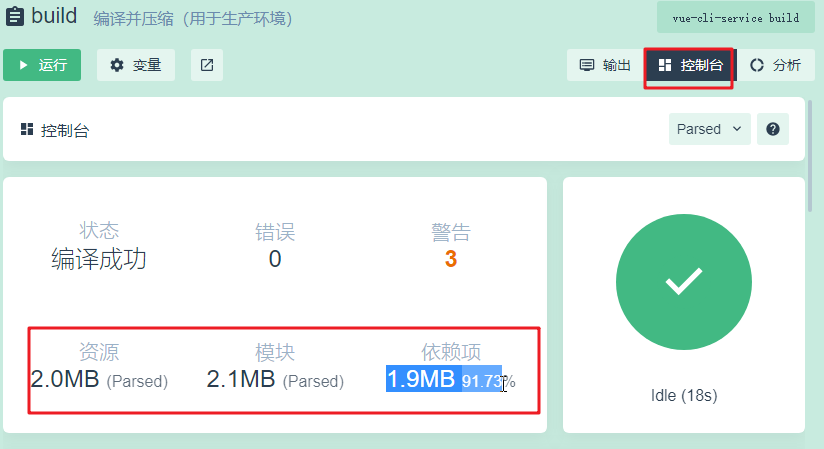 build 编译并压缩（用于生产环境） vue-cli-service build
运行 变量 输出 控制台 分析
控制台 Parsed
状态 错误 警告
编译成功 0 3
资源 模块 依赖项
2.0MB (Parsed) 2.1MB (Parsed) 1.9MB 91.73%
Idle (18s)